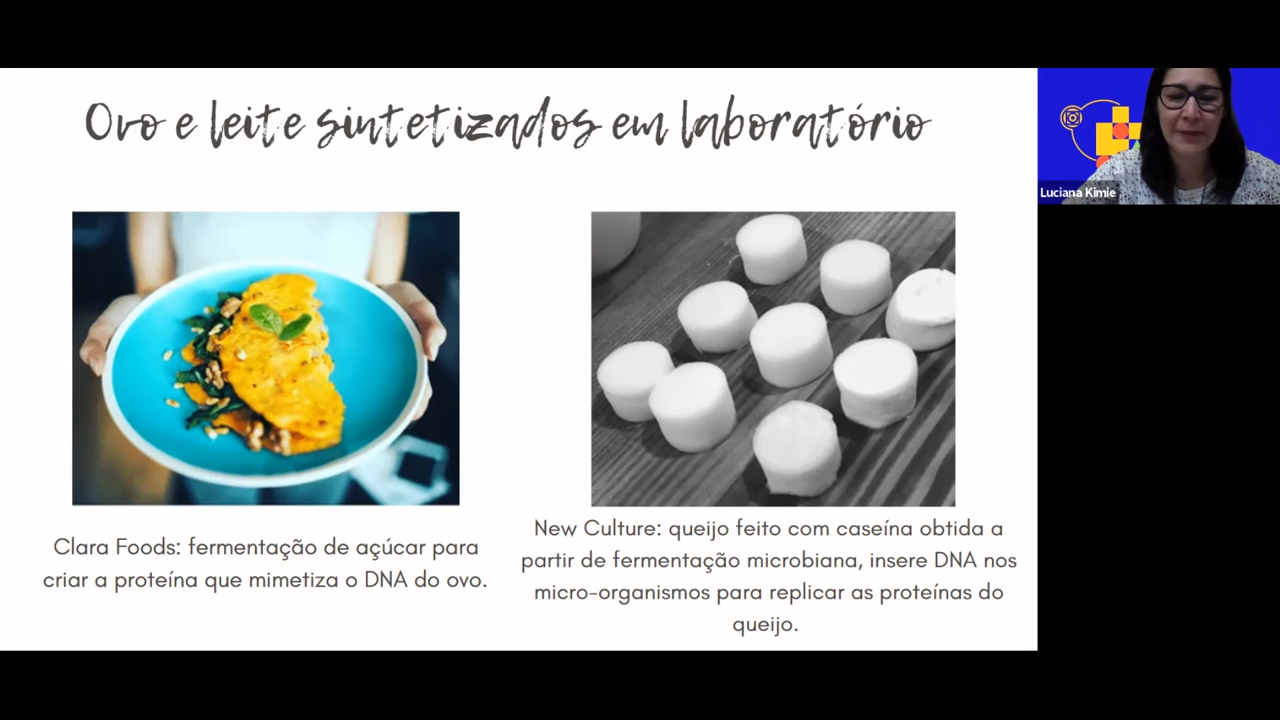 Ovo e leite sintetizados em laboratório
Luciana Kimie
Clara Foods: fermentação de açúcar para
criar a proteína que mimetiza o DNA do ovo.
New Culture: queijo feito com caseína obtida a
partir de fermentação microbiana, insere DNA nos
micro-organismos para replicar as proteínas do
queijo.